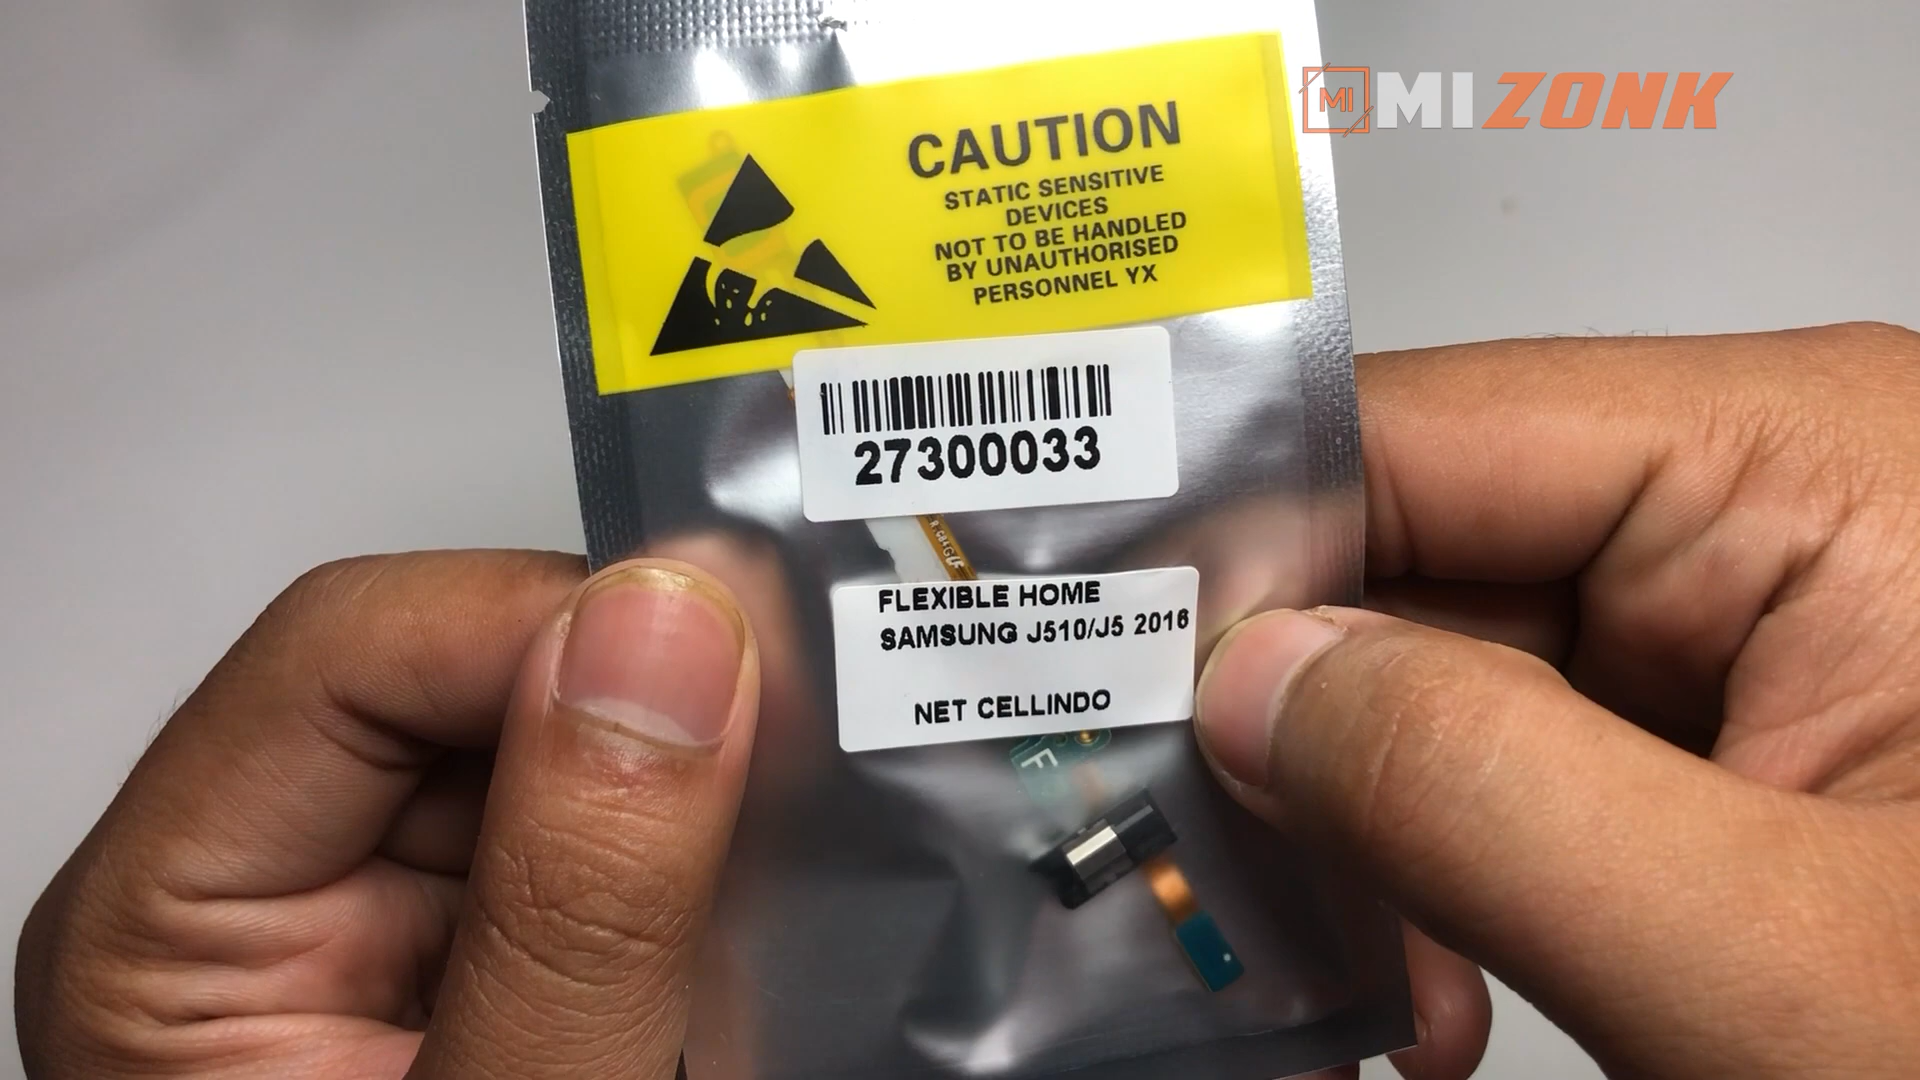 MI MIZONK
CAUTION
STATIC SENSITIVE
DEVICES
NOT TO BE HANDLED
BY UNAUTHORISED
PERSONNEL YX
27300033
FLEXIBLE HOME
SAMSUNG J510/J5 2016
NET CELLINDO
F